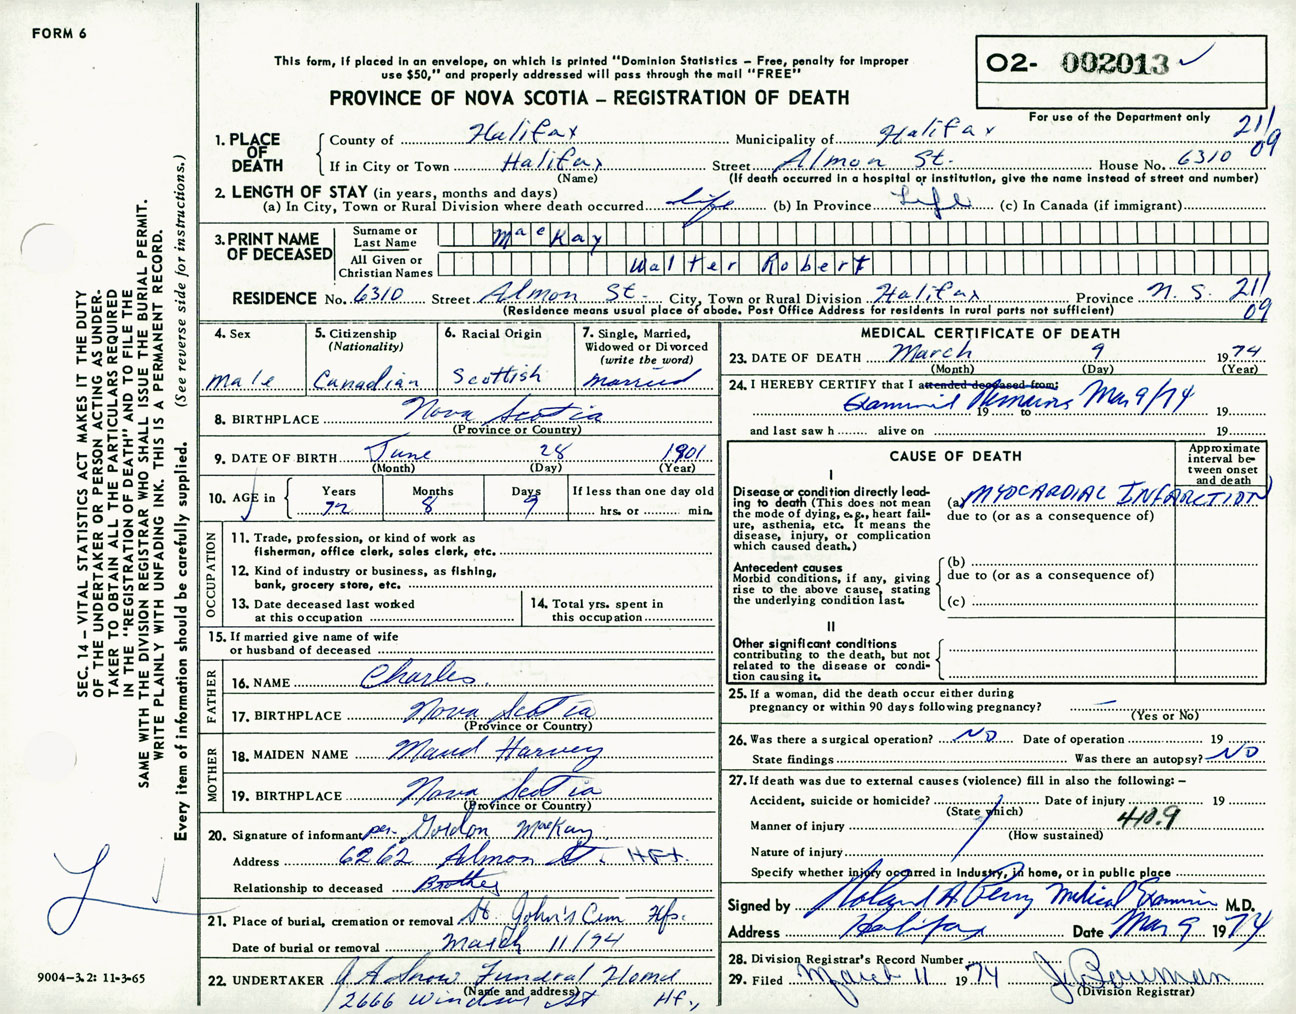 FORM 6
This form, if placed in an envelope, on which is printed "Dominion Statistics – Free, penalty for improper
use $50," and properly addressed will pass through the mail "FREE"
PROVINCE OF NOVA SCOTIA – REGISTRATION OF DEATH
02- 002013
For use of the Department only
211
09
1. PLACE OF DEATH
County of Halifax Municipality of Halifax
If in City or Town Halifax Street Almon St. House No. 6310
(Name) (If death occurred in a hospital or institution, give the name instead of street and number)
2. LENGTH OF STAY (in years, months and days)
(a) In City, Town or Rural Division where death occurred life (b) In Province Life (c) In Canada (if immigrant)
3. PRINT NAME OF DECEASED
Surname or Last Name MacKay
All Given or Christian Names Walter Robert
RESIDENCE No. 6310 Street Almon St. City, Town or Rural Division Halifax Province N.S. 211
09
(Residence means usual place of abode. Post Office Address for residents in rural parts not sufficient)
4. Sex
male
5. Citizenship
(Nationality)
Canadian
6. Racial Origin
Scottish
7. Single, Married,
Widowed or Divorced
(write the word)
married
8. BIRTHPLACE Nova Scotia
(Province or Country)
9. DATE OF BIRTH June 28 1901
(Month) (Day) (Year)
10. AGE in
Years Months Days If less than one day old
72 8 9 hrs. or min.
OCCUPATION
11. Trade, profession, or kind of work as
fisherman, office clerk, sales clerk, etc.
12. Kind of industry or business, as fishing,
bank, grocery store, etc.
13. Date deceased last worked
at this occupation
14. Total yrs. spent in
this occupation
15. If married give name of wife
or husband of deceased
FATHER
16. NAME Charles
17. BIRTHPLACE Nova Scotia
(Province or Country)
MOTHER
18. MAIDEN NAME Maud Harvey
19. BIRTHPLACE Nova Scotia
(Province or Country)
20. Signature of informant per. Gordon MacKay
Address 6262 Almon St. HFX.
Relationship to deceased Brother
21. Place of burial, cremation or removal St. John's Cem Hfx.
Date of burial or removal March 11/74
22. UNDERTAKER J A Snow Funeral Home
(Name and address)
2666 Windsor St Hf,
MEDICAL CERTIFICATE OF DEATH
23. DATE OF DEATH March 9 1974
(Month) (Day) (Year)
24. I HEREBY CERTIFY that I attended deceased from:
Examined Remains Mar 9/74
19 to 19
and last saw h alive on 19
CAUSE OF DEATH
Approximate
interval be-
tween onset
and death
I
Disease or condition directly lead-
ing to death (This does not mean
the mode of dying, e.g., heart fail-
ure, asthenia, etc. It means the
disease, injury, or complication
which caused death.)
(a) MYOCARDIAL INFARCTION
due to (or as a consequence of)
Antecedent causes
Morbid conditions, if any, giving
rise to the above cause, stating
the underlying condition last.
(b)
due to (or as a consequence of)
(c)
II
Other significant conditions
contributing to the death, but not
related to the disease or condi-
tion causing it.
25. If a woman, did the death occur either during
pregnancy or within 90 days following pregnancy? —
(Yes or No)
26. Was there a surgical operation? NO Date of operation 19
State findings Was there an autopsy? NO
27. If death was due to external causes (violence) fill in also the following: –
Accident, suicide or homicide? Date of injury 19
(State which)
Manner of injury 410.9
(How sustained)
Nature of injury
Specify whether injury occurred in Industry, in home, or in public place
Signed by Roland A. Perry Medical Examiner M.D.
Address Halifax Date Mar 9 1974
28. Division Registrar's Record Number
29. Filed March 11 1974 J. Bowman
(Division Registrar)
SEC. 14 – VITAL STATISTICS ACT MAKES IT THE DUTY
OF THE UNDERTAKER OR PERSON ACTING AS UNDER-
TAKER TO OBTAIN ALL THE PARTICULARS REQUIRED
IN THE "REGISTRATION OF DEATH" AND TO FILE THE
SAME WITH THE DIVISION REGISTRAR WHO SHALL ISSUE THE BURIAL PERMIT.
WRITE PLAINLY WITH UNFADING INK. THIS IS A PERMANENT RECORD.
Every item of information should be carefully supplied. (See reverse side for instructions.)
9004–3.2: 11-3-65